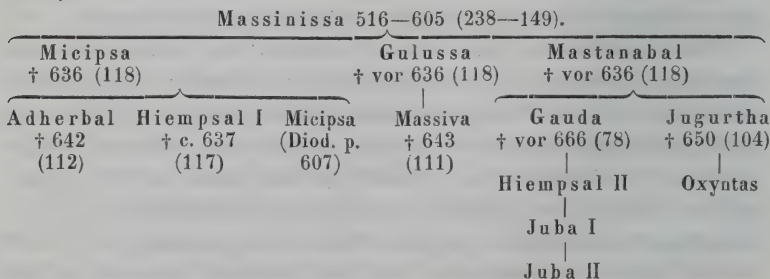 Massinissa 516—605 (238—149).
Micipsa Gulussa Mastanabal
† 636 (118) † vor 636 (118) † vor 636 (118)
Adherbal Hiempsal I Micipsa Massiva Gauda Jugurtha
† 642 † c. 637 (Diod. p. † 643 † vor 666 (78) † 650 (104)
(112) (117) 607) (111)
Hiempsal II Oxyntas
Juba I
Juba II